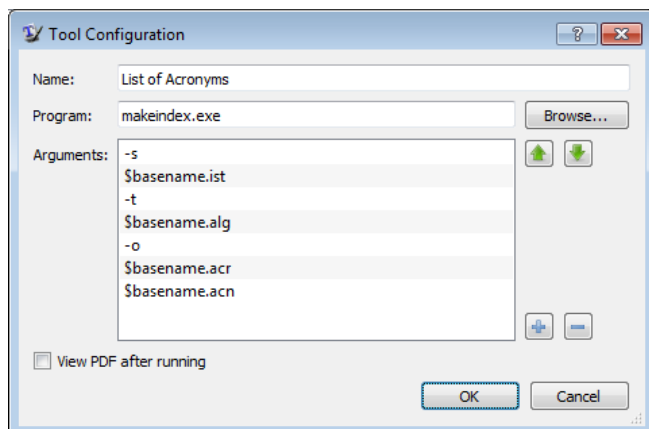 Tool Configuration
Name: List of Acronyms
Program: makeindex.exe Browse...
Arguments: -s
$basename.ist
-t
$basename.alg
-o
$basename.acr
$basename.acn
View PDF after running
OK Cancel